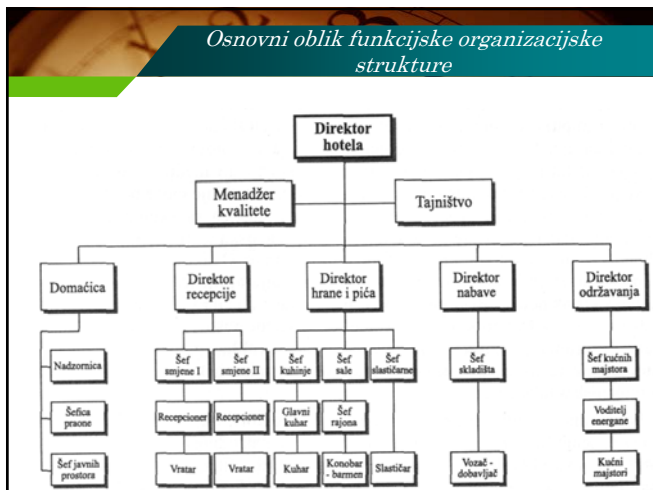 Osnovni oblik funkcijske organizacijske
strukture
Direktor
hotela
Menadžer
kvalitete
Tajništvo
Domaćica
Direktor
recepcije
Direktor
hrane i pića
Direktor
nabave
Direktor
održavanja
Nadzornica
Šef
smjene I
Šef
smjene II
Šef
kuhinje
Šef
sale
Šef
slastičarne
Šef
skladišta
Šef kućnih
majstora
Šefica
praone
Recepcioner
Recepcioner
Glavni
kuhar
Šef
rajona
Voditelj
energane
Šef javnih
prostora
Vratar
Vratar
Kuhar
Konobar
- barmen
Slastičar
Vozač -
dobavljač
Kućni
majstori